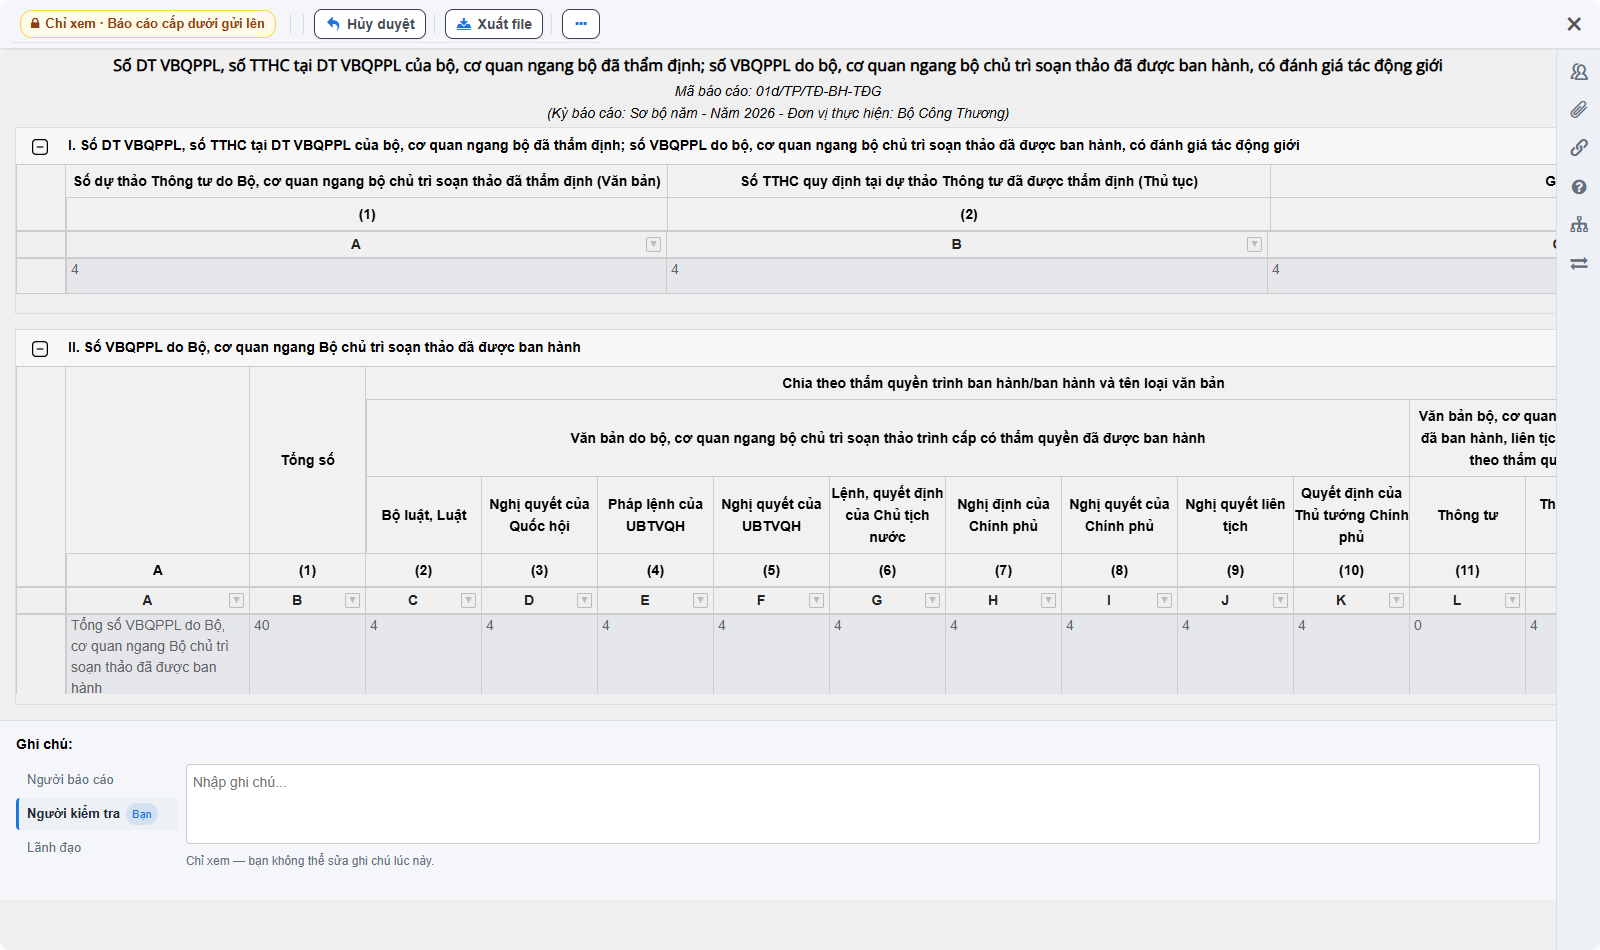 Chỉ xem · Báo cáo cấp dưới gửi lên
Hủy duyệt
Xuất file
Số DT VBQPPL, số TTHC tại DT VBQPPL của bộ, cơ quan ngang bộ đã thẩm định; số VBQPPL do bộ, cơ quan ngang bộ chủ trì soạn thảo đã được ban hành, có đánh giá tác động giới
Mã báo cáo: 01d/TP/TĐ-BH-TĐG
(Kỳ báo cáo: Sơ bộ năm - Năm 2026 - Đơn vị thực hiện: Bộ Công Thương)
I. Số DT VBQPPL, số TTHC tại DT VBQPPL của bộ, cơ quan ngang bộ đã thẩm định; số VBQPPL do bộ, cơ quan ngang bộ chủ trì soạn thảo đã được ban hành, có đánh giá tác động giới
Số dự thảo Thông tư do Bộ, cơ quan ngang bộ chủ trì soạn thảo đã thẩm định (Văn bản)
Số TTHC quy định tại dự thảo Thông tư đã được thẩm định (Thủ tục)
G
(1)
(2)
A
B
4
4
4
II. Số VBQPPL do Bộ, cơ quan ngang Bộ chủ trì soạn thảo đã được ban hành
Tổng số
Chia theo thẩm quyền trình ban hành/ban hành và tên loại văn bản
Văn bản do bộ, cơ quan ngang bộ chủ trì soạn thảo trình cấp có thẩm quyền đã được ban hành
Văn bản bộ, cơ quan
đã ban hành, liên tịc
theo thẩm qu
Bộ luật, Luật
Nghị quyết của
Quốc hội
Pháp lệnh của
UBTVQH
Nghị quyết của
UBTVQH
Lệnh, quyết định
của Chủ tịch
nước
Nghị định của
Chính phủ
Nghị quyết của
Chính phủ
Nghị quyết liên
tịch
Quyết định của
Thủ tướng Chính
phủ
Thông tư
Th
A
(1)
(2)
(3)
(4)
(5)
(6)
(7)
(8)
(9)
(10)
(11)
A
B
C
D
E
F
G
H
I
J
K
L
Tổng số VBQPPL do Bộ,
cơ quan ngang Bộ chủ trì
soạn thảo đã được ban
hành
40
4
4
4
4
4
4
4
4
4
0
4
Ghi chú:
Người báo cáo
Người kiểm tra
Bạn
Lãnh đạo
Nhập ghi chú...
Chỉ xem — bạn không thể sửa ghi chú lúc này.